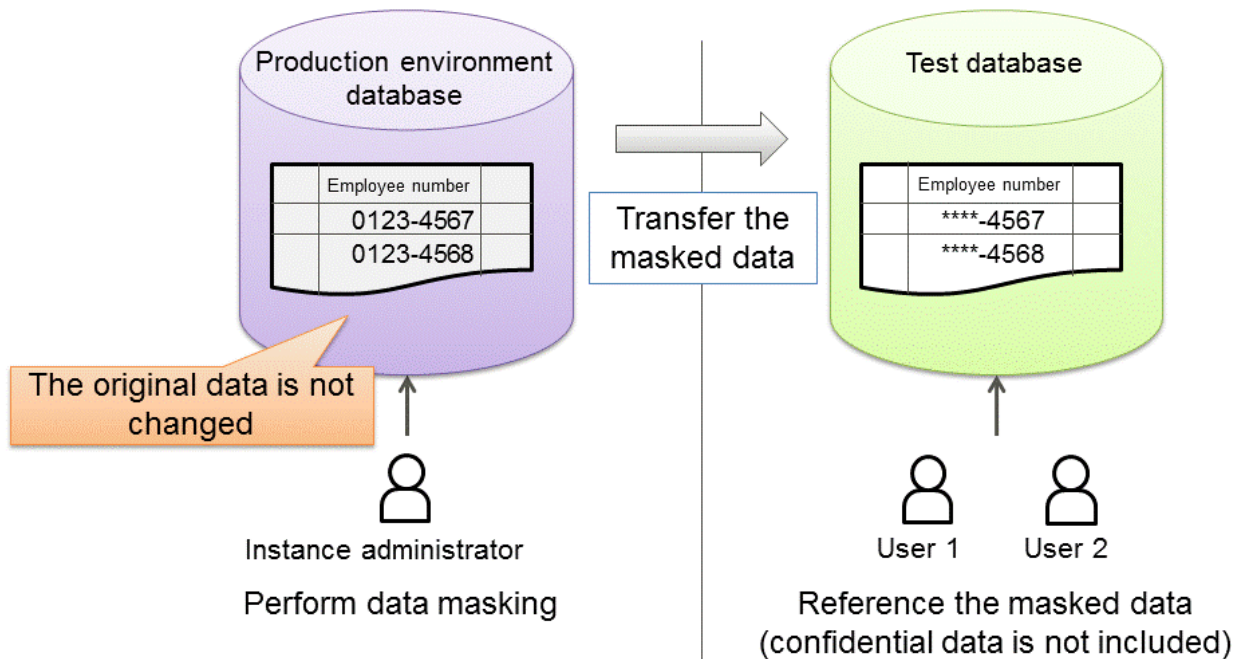 Production environment
database
Employee number
0123-4567
0123-4568
The original data is not
changed
Instance administrator
Perform data masking
Transfer the
masked data
Test database
Employee number
****-4567
****-4568
User 1
User 2
Reference the masked data
(confidential data is not included)